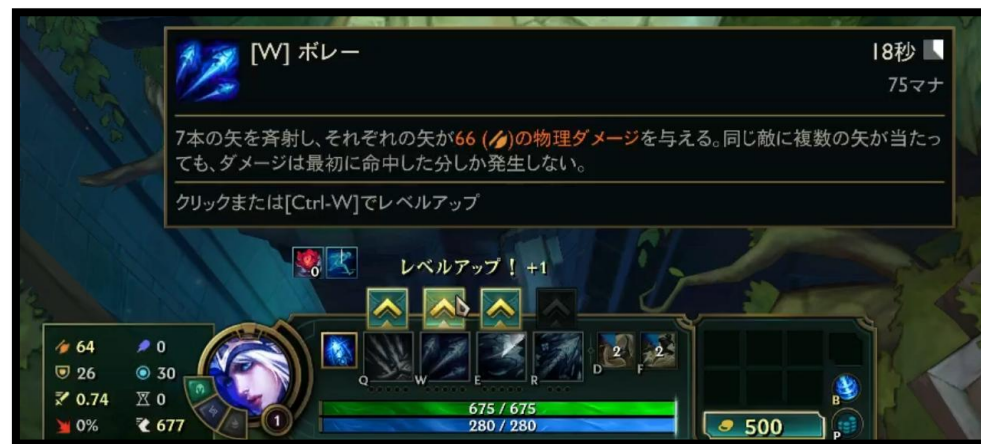 [W] ボレー
18秒
75マナ
7本の矢を斉射し、それぞれの矢が66 ()の物理ダメージを与える。同じ敵に複数の矢が当たっ
ても、ダメージは最初に命中した分しか発生しない。
クリックまたは[Ctrl-W]でレベルアップ
0
レベルアップ！ +1
64 0
26 30
0.74 0
0% 677
1
Q W E R D 2 F 2
675 / 675
280 / 280
B
500
P